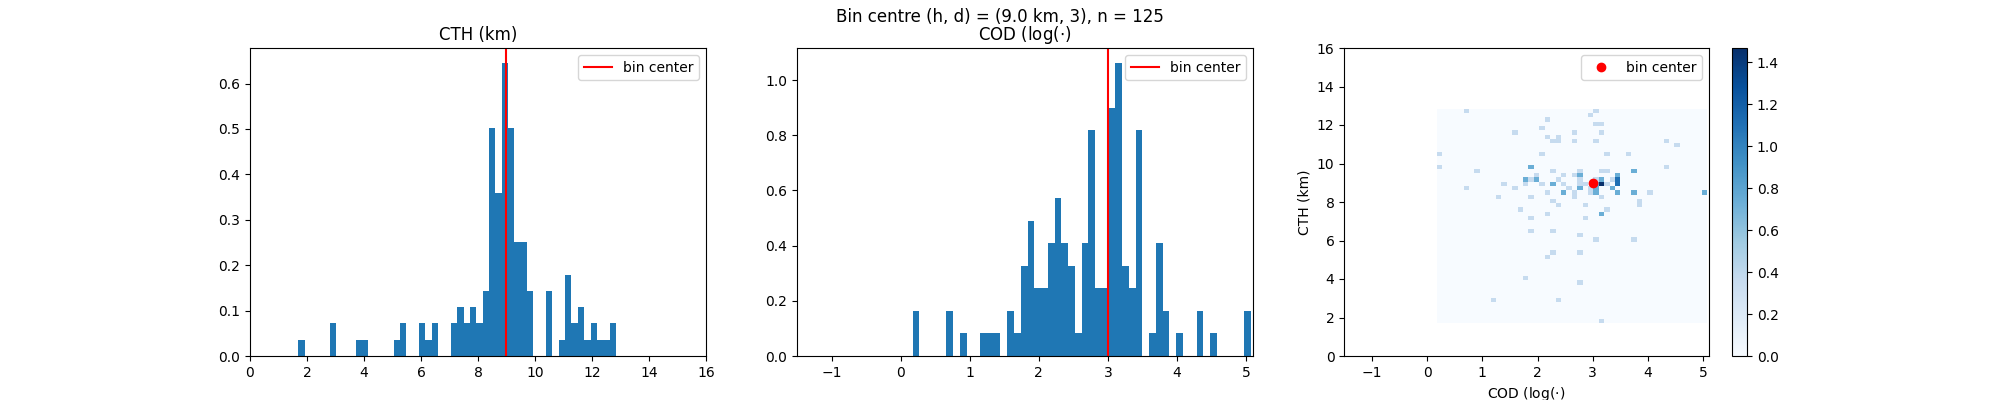 Bin centre (h, d) = (9.0 km, 3), n = 125
CTH (km)
bin center
0.0
0.1
0.2
0.3
0.4
0.5
0.6
0 2 4 6 8 10 12 14 16
COD (log(·)
bin center
0.0
0.2
0.4
0.6
0.8
1.0
−1 0 1 2 3 4 5
bin center
CTH (km)
0
2
4
6
8
10
12
14
16
−1 0 1 2 3 4 5
COD (log(·)
0.0
0.2
0.4
0.6
0.8
1.0
1.2
1.4